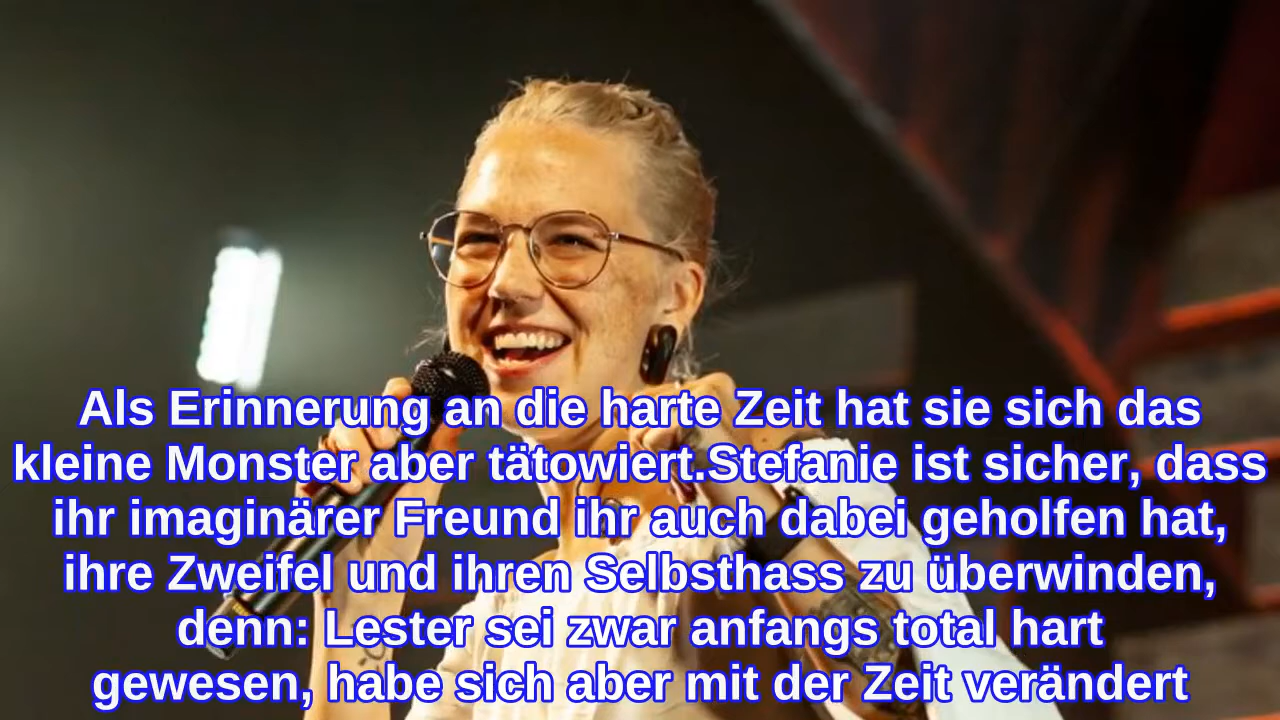 Als Erinnerung an die harte Zeit hat sie sich das
kleine Monster aber tätowiert.Stefanie ist sicher, dass
ihr imaginärer Freund ihr auch dabei geholfen hat,
ihre Zweifel und ihren Selbsthass zu überwinden,
denn: Lester sei zwar anfangs total hart
gewesen, habe sich aber mit der Zeit verändert